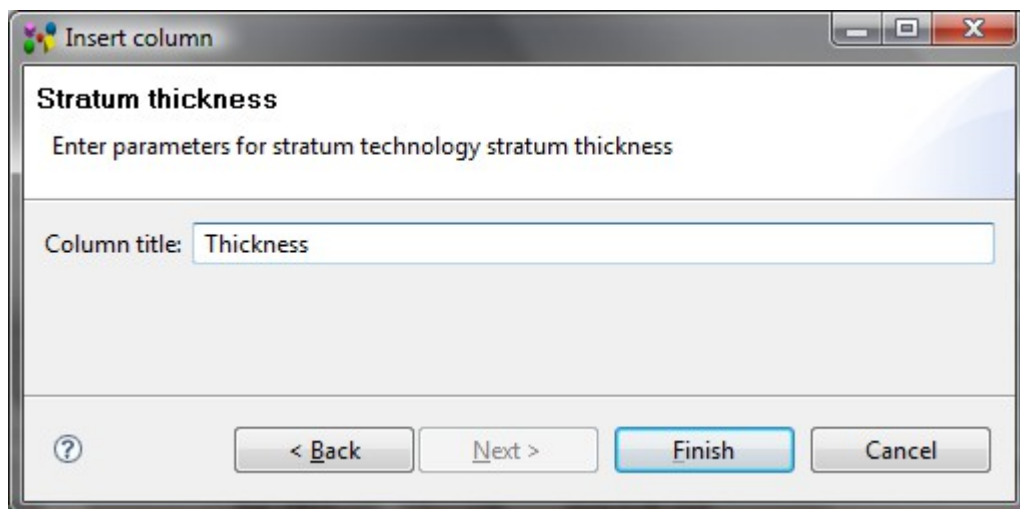 Insert column
Stratum thickness
Enter parameters for stratum technology stratum thickness
Column title: Thickness
< Back Next > Finish Cancel